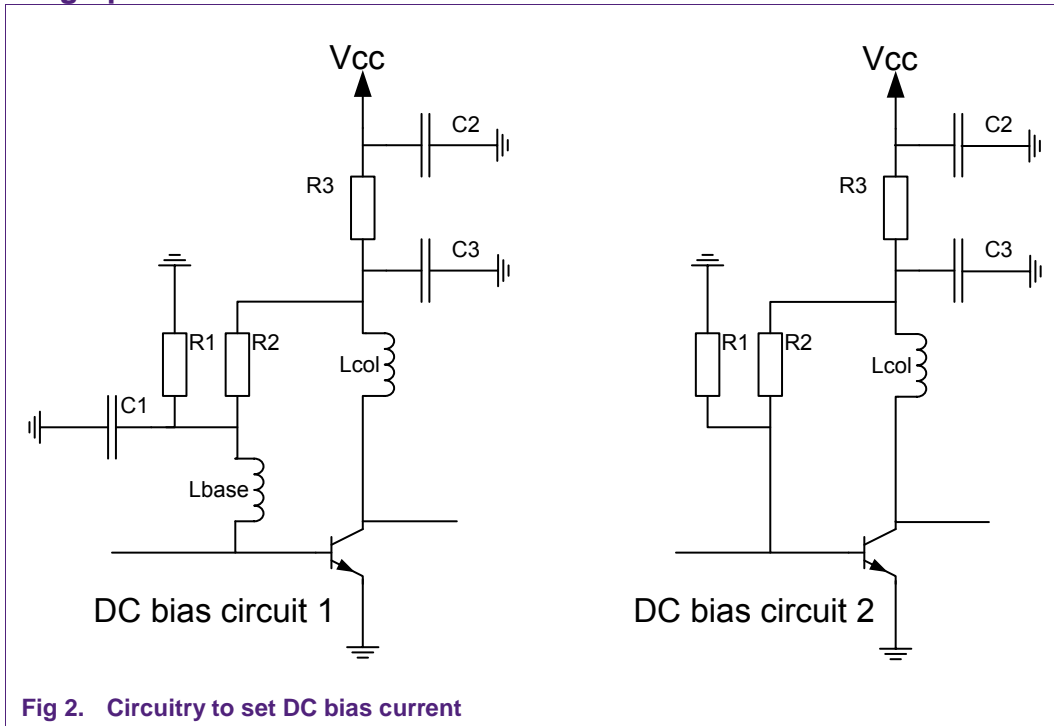 Vcc
C2
R3
C3
R1
R2
Lcol
C1
Lbase
DC bias circuit 1
Vcc
C2
R3
C3
R1
R2
Lcol
DC bias circuit 2
Fig 2. Circuitry to set DC bias current